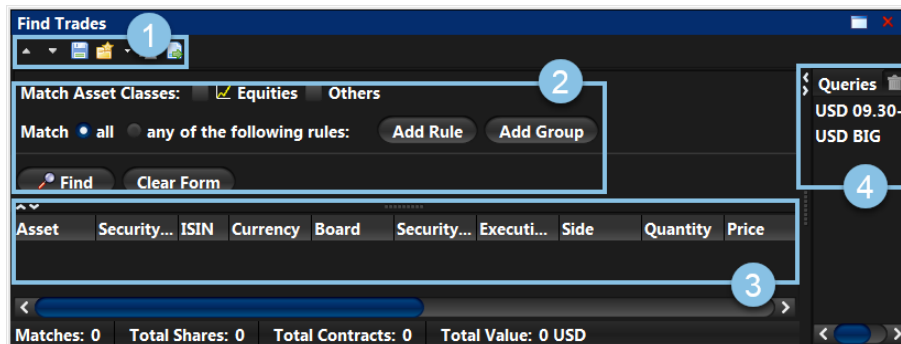 Find Trades
1
2
Match Asset Classes: Equities Others
Match all any of the following rules: Add Rule Add Group
Find Clear Form
Queries
USD 09.30-
USD BIG
4
Asset Security... ISIN Currency Board Security... Executi... Side Quantity Price
3
Matches: 0 Total Shares: 0 Total Contracts: 0 Total Value: 0 USD